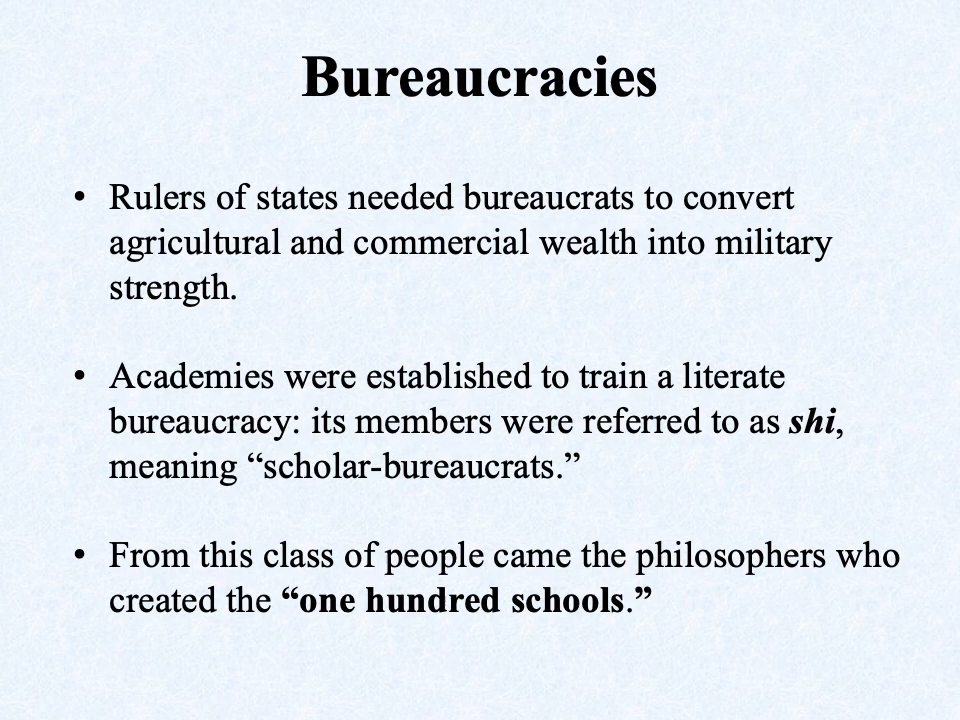 Bureaucracies
• Rulers of states needed bureaucrats to convert
agricultural and commercial wealth into military
strength.
• Academies were established to train a literate
bureaucracy: its members were referred to as shi,
meaning “scholar-bureaucrats.”
• From this class of people came the philosophers who
created the “one hundred schools.”